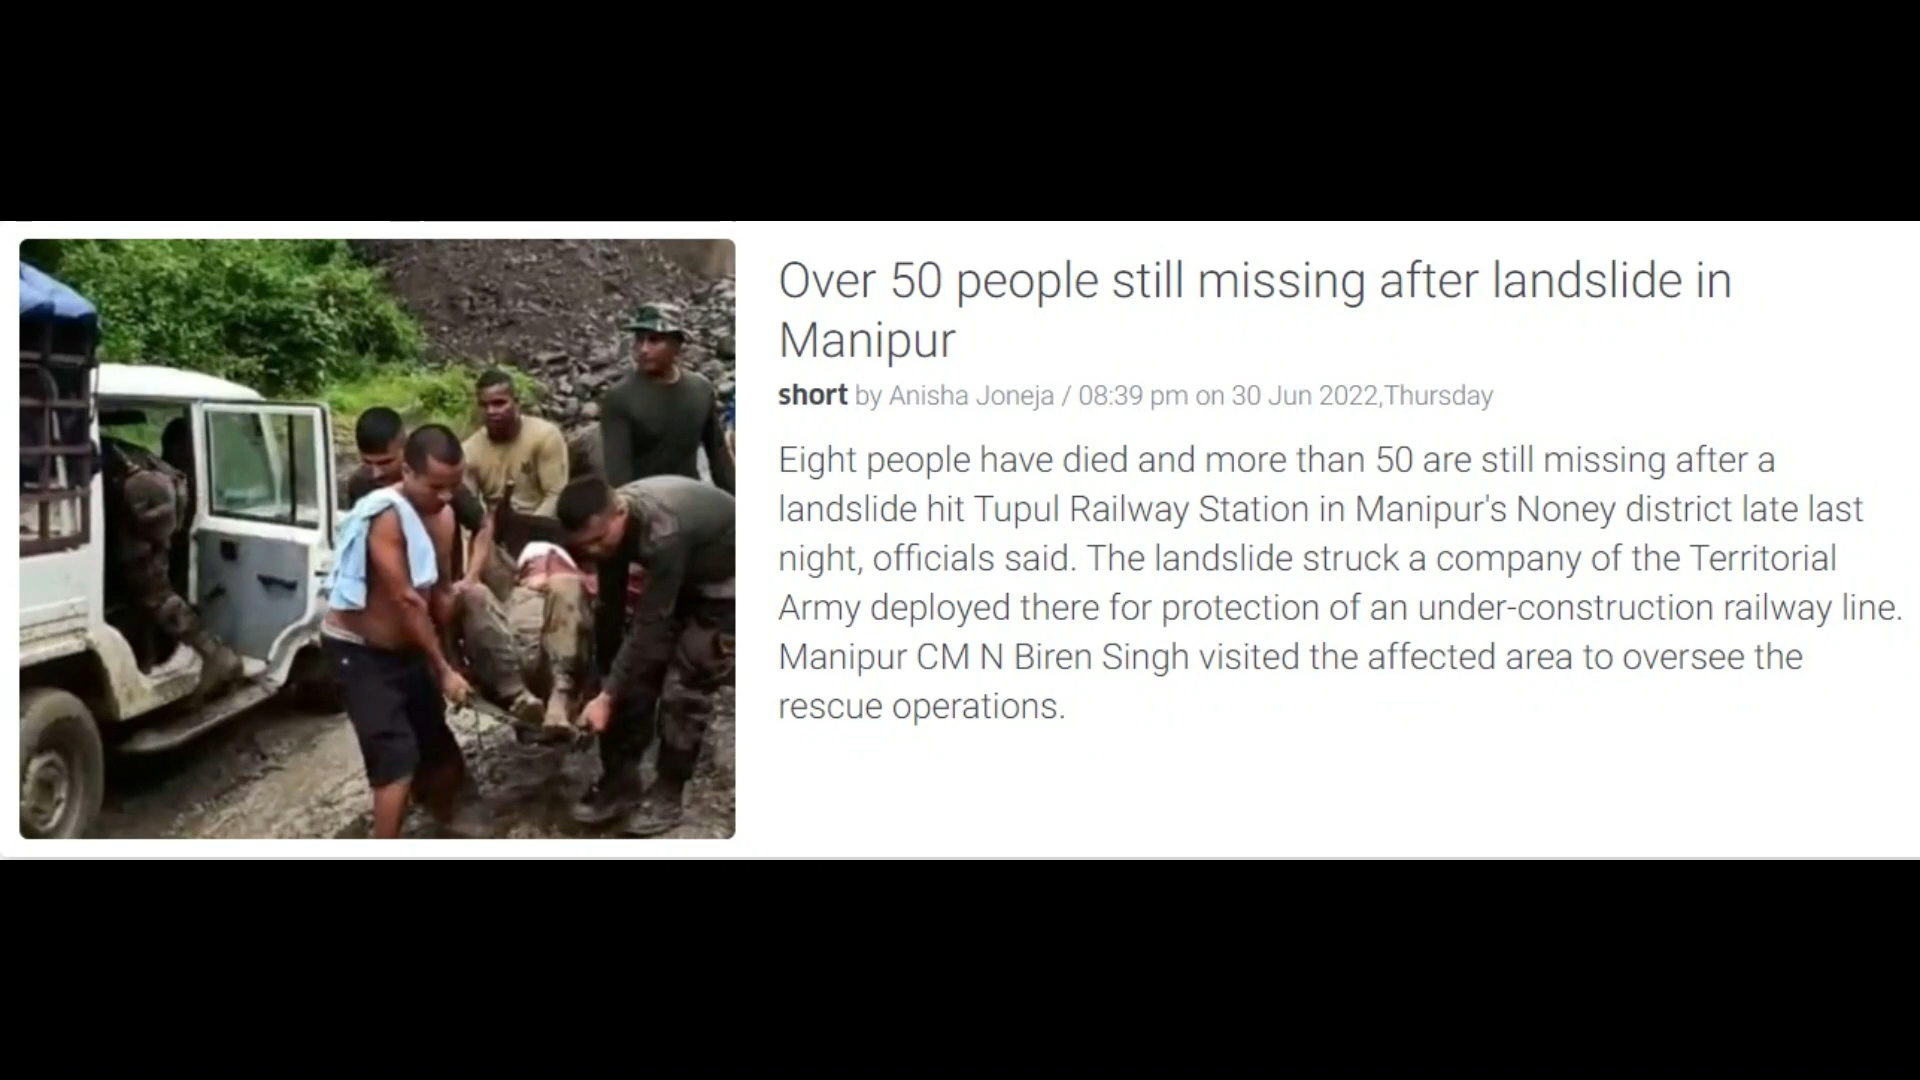 Over 50 people still missing after landslide in
Manipur
short by Anisha Joneja / 08:39 pm on 30 Jun 2022,Thursday
Eight people have died and more than 50 are still missing after a
landslide hit Tupul Railway Station in Manipur's Noney district late last
night, officials said. The landslide struck a company of the Territorial
Army deployed there for protection of an under-construction railway line.
Manipur CM N Biren Singh visited the affected area to oversee the
rescue operations.